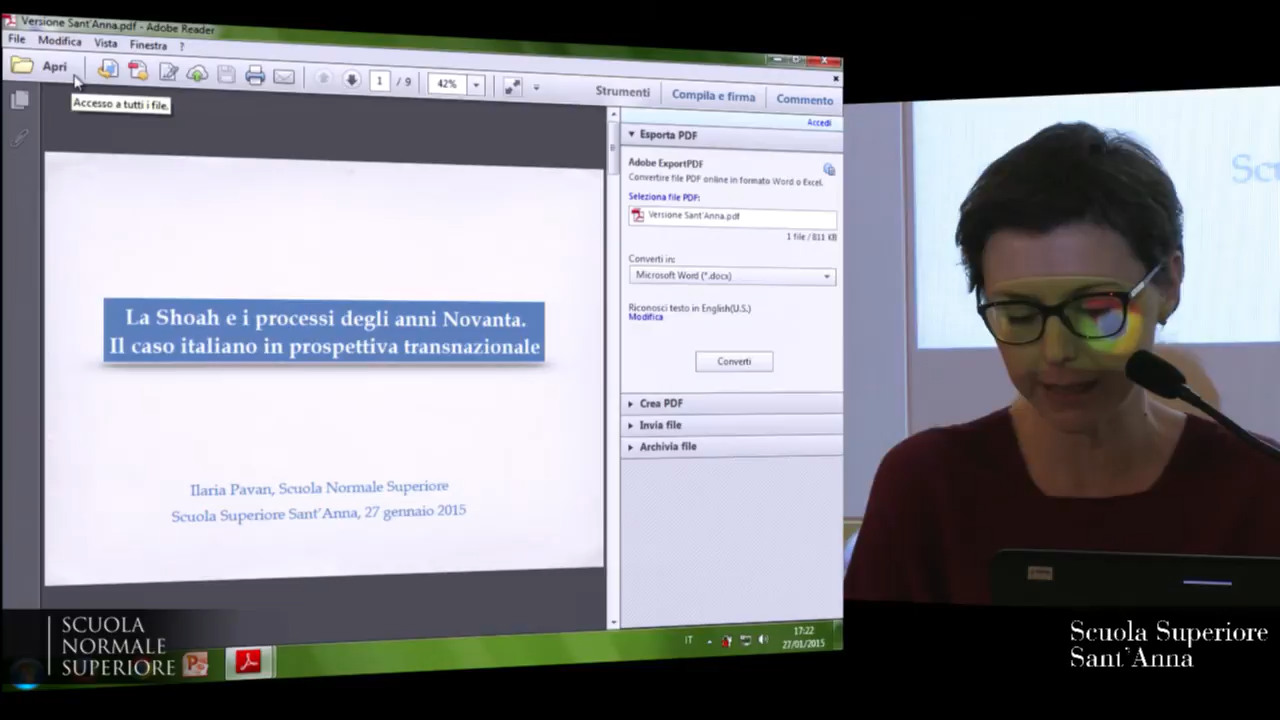 Versione Sant'Anna.pdf - Adobe Reader
File Modifica Vista Finestra ?
Apri
1 / 9
42%
Strumenti
Compila e firma
Commento
Accesso a tutti i file.
Accedi
Esporta PDF
Adobe ExportPDF
Convertire file PDF online in formato Word o Excel.
Seleziona file PDF:
Versione Sant'Anna.pdf
1 file / 811 KB
Converti in:
Microsoft Word (*.docx)
Riconosci testo in English(U.S.)
Modifica
Converti
Crea PDF
Invia file
Archivia file
La Shoah e i processi degli anni Novanta.
Il caso italiano in prospettiva transnazionale
Ilaria Pavan, Scuola Normale Superiore
Scuola Superiore Sant'Anna, 27 gennaio 2015
IT
17:22
27/01/2015
SCUOLA
NORMALE
SUPERIORE
Scuola Superiore
Sant'Anna